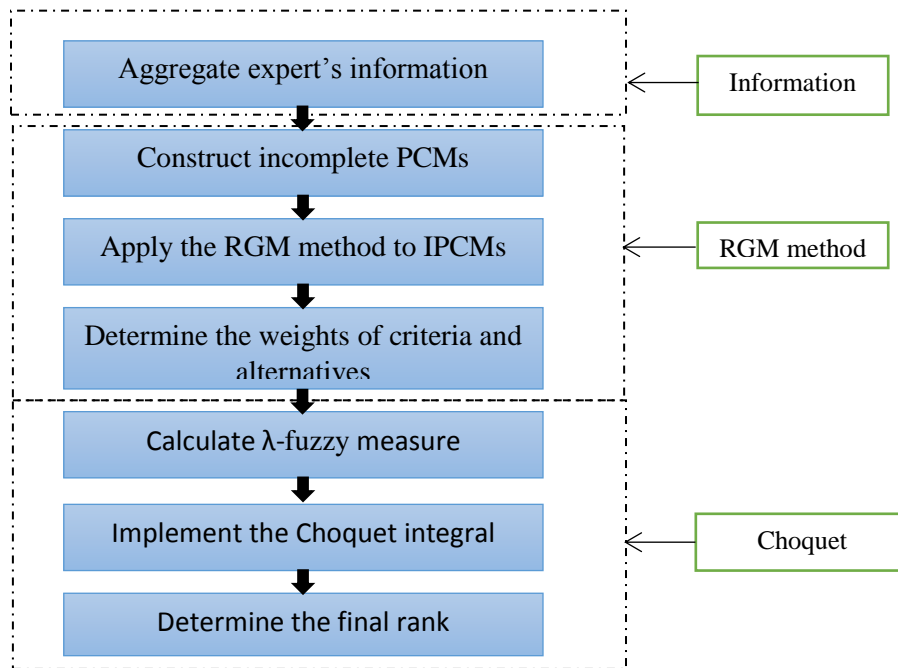 Aggregate expert’s information
Information
Construct incomplete PCMs
Apply the RGM method to IPCMs
RGM method
Determine the weights of criteria and
alternatives
Calculate λ-fuzzy measure
Implement the Choquet integral
Choquet
Determine the final rank